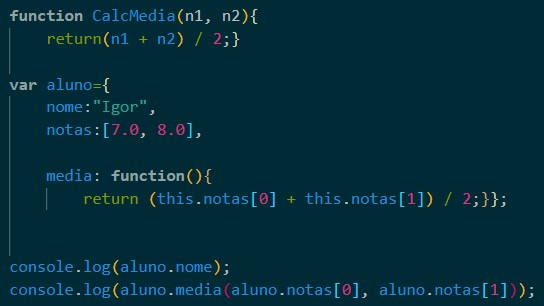 function CalcMedia(n1, n2){
    return(n1 + n2) / 2;}
var aluno={
    nome:"Igor",
    notas:[7.0, 8.0],
    media: function(){
        return (this.notas[0] + this.notas[1]) / 2;}};
console.log(aluno.nome);
console.log(aluno.media(aluno.notas[0], aluno.notas[1]));